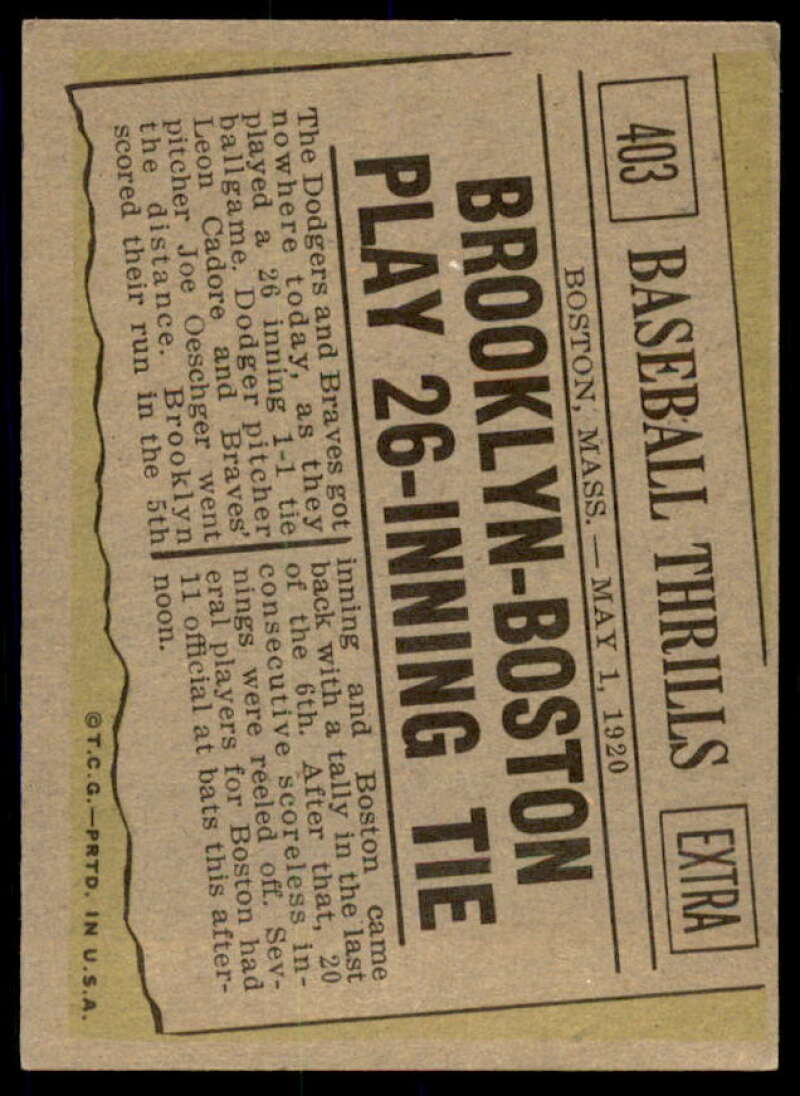 403 BASEBALL THRILLS EXTRA
BOSTON, MASS. — MAY 1, 1920
BROOKLYN-BOSTON
PLAY 26-INNING TIE
The Dodgers and Braves got
nowhere today, as they
played a 26 inning 1-1 tie
ballgame. Dodger pitcher
Leon Cadore and Braves'
pitcher Joe Oeschger went
the distance. Brooklyn
scored their run in the 5th
inning and Boston came
back with a tally in the last
of the 6th. After that, 20
consecutive scoreless in-
nings were reeled off. Sev-
eral players for Boston had
11 official at bats this after-
noon.
©T.C.G.—PRTD. IN U.S.A.